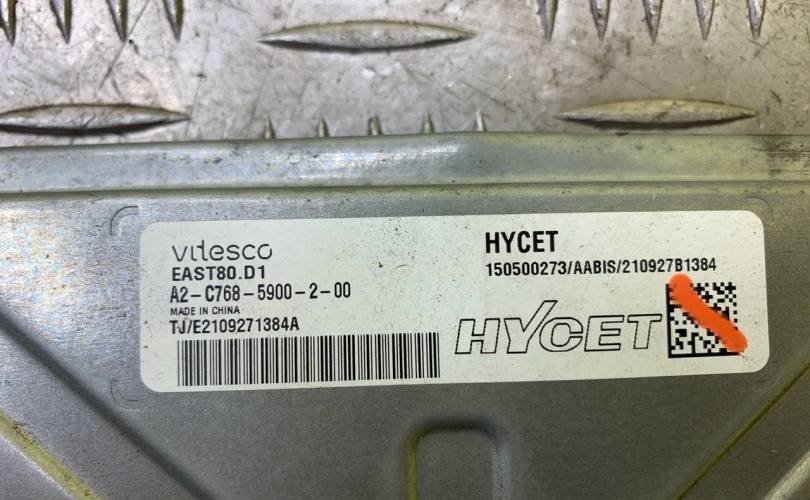 vitesco
EAST80.D1
A2-C768-5900-2-00
MADE IN CHINA
TJ/E2109271384A
HYCET
150500273/AABIS/210927B1384
HYCET